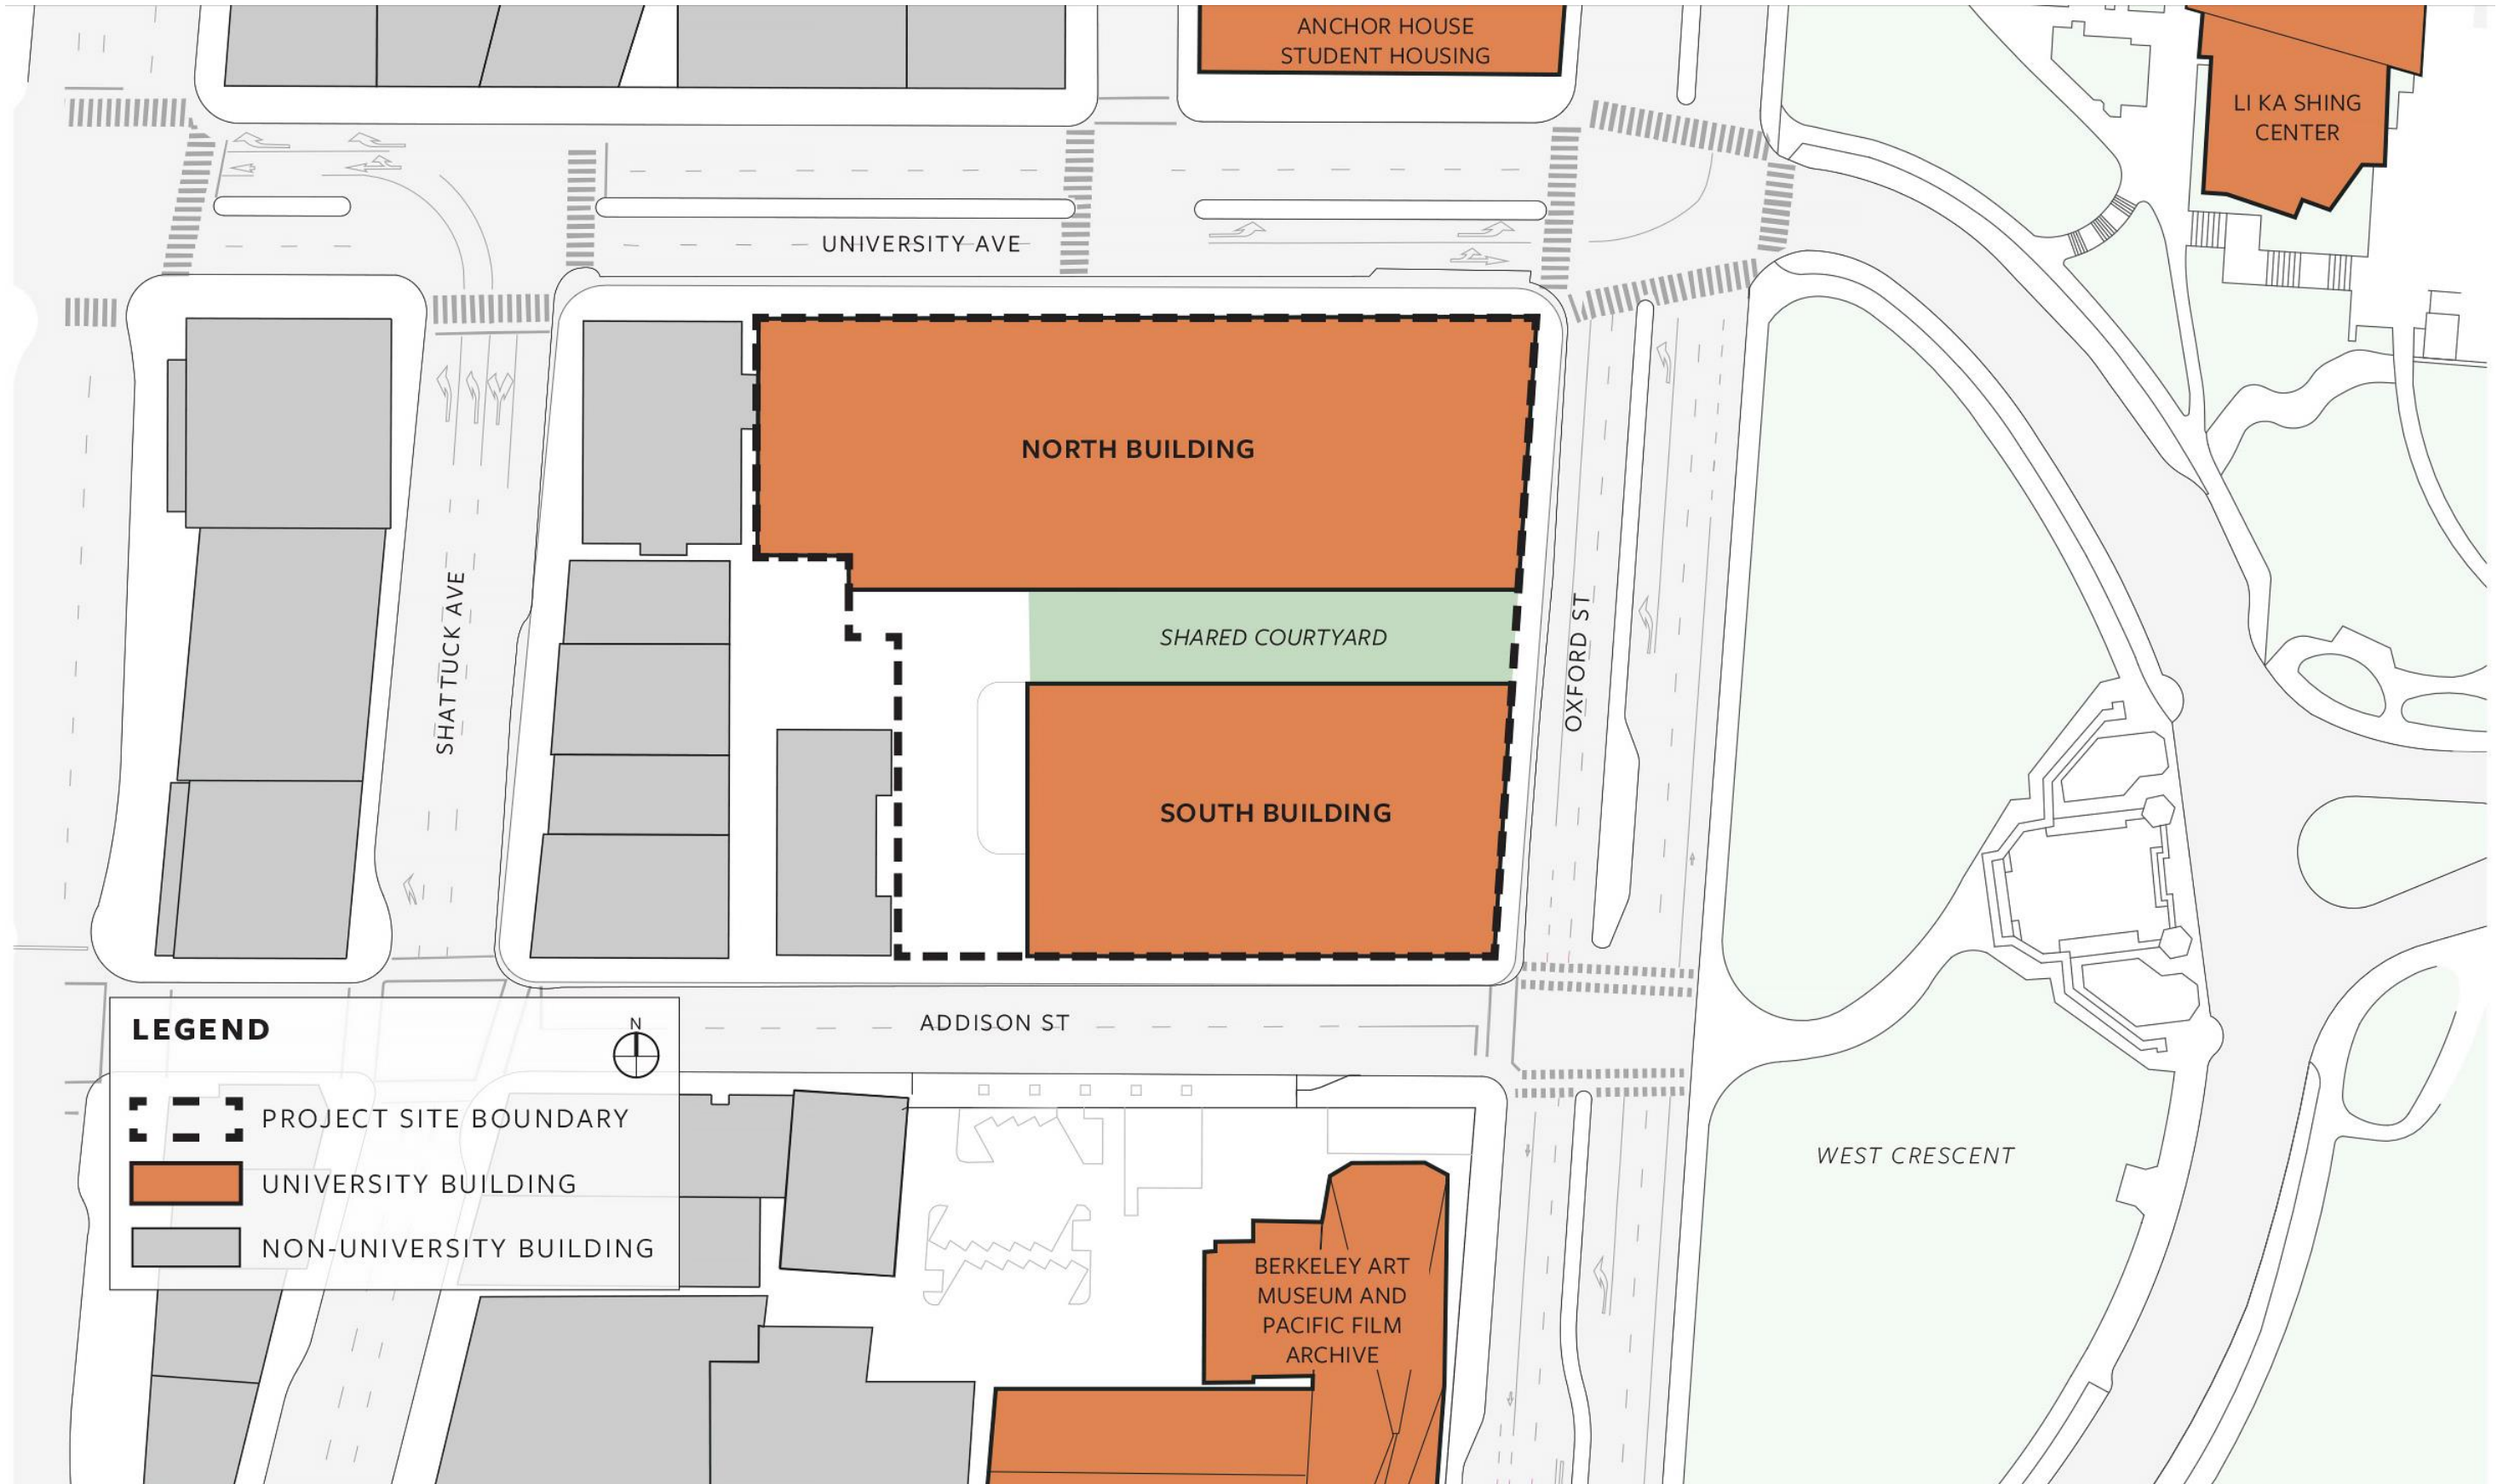 ANCHOR HOUSE
STUDENT HOUSING
LI KA SHING
CENTER
UNIVERSITY AVE
NORTH BUILDING
SHATTUCK AVE
SHARED COURTYARD
OXFORD ST
SOUTH BUILDING
ADDISON ST
LEGEND
N
PROJECT SITE BOUNDARY
UNIVERSITY BUILDING
NON-UNIVERSITY BUILDING
WEST CRESCENT
BERKELEY ART
MUSEUM AND
PACIFIC FILM
ARCHIVE